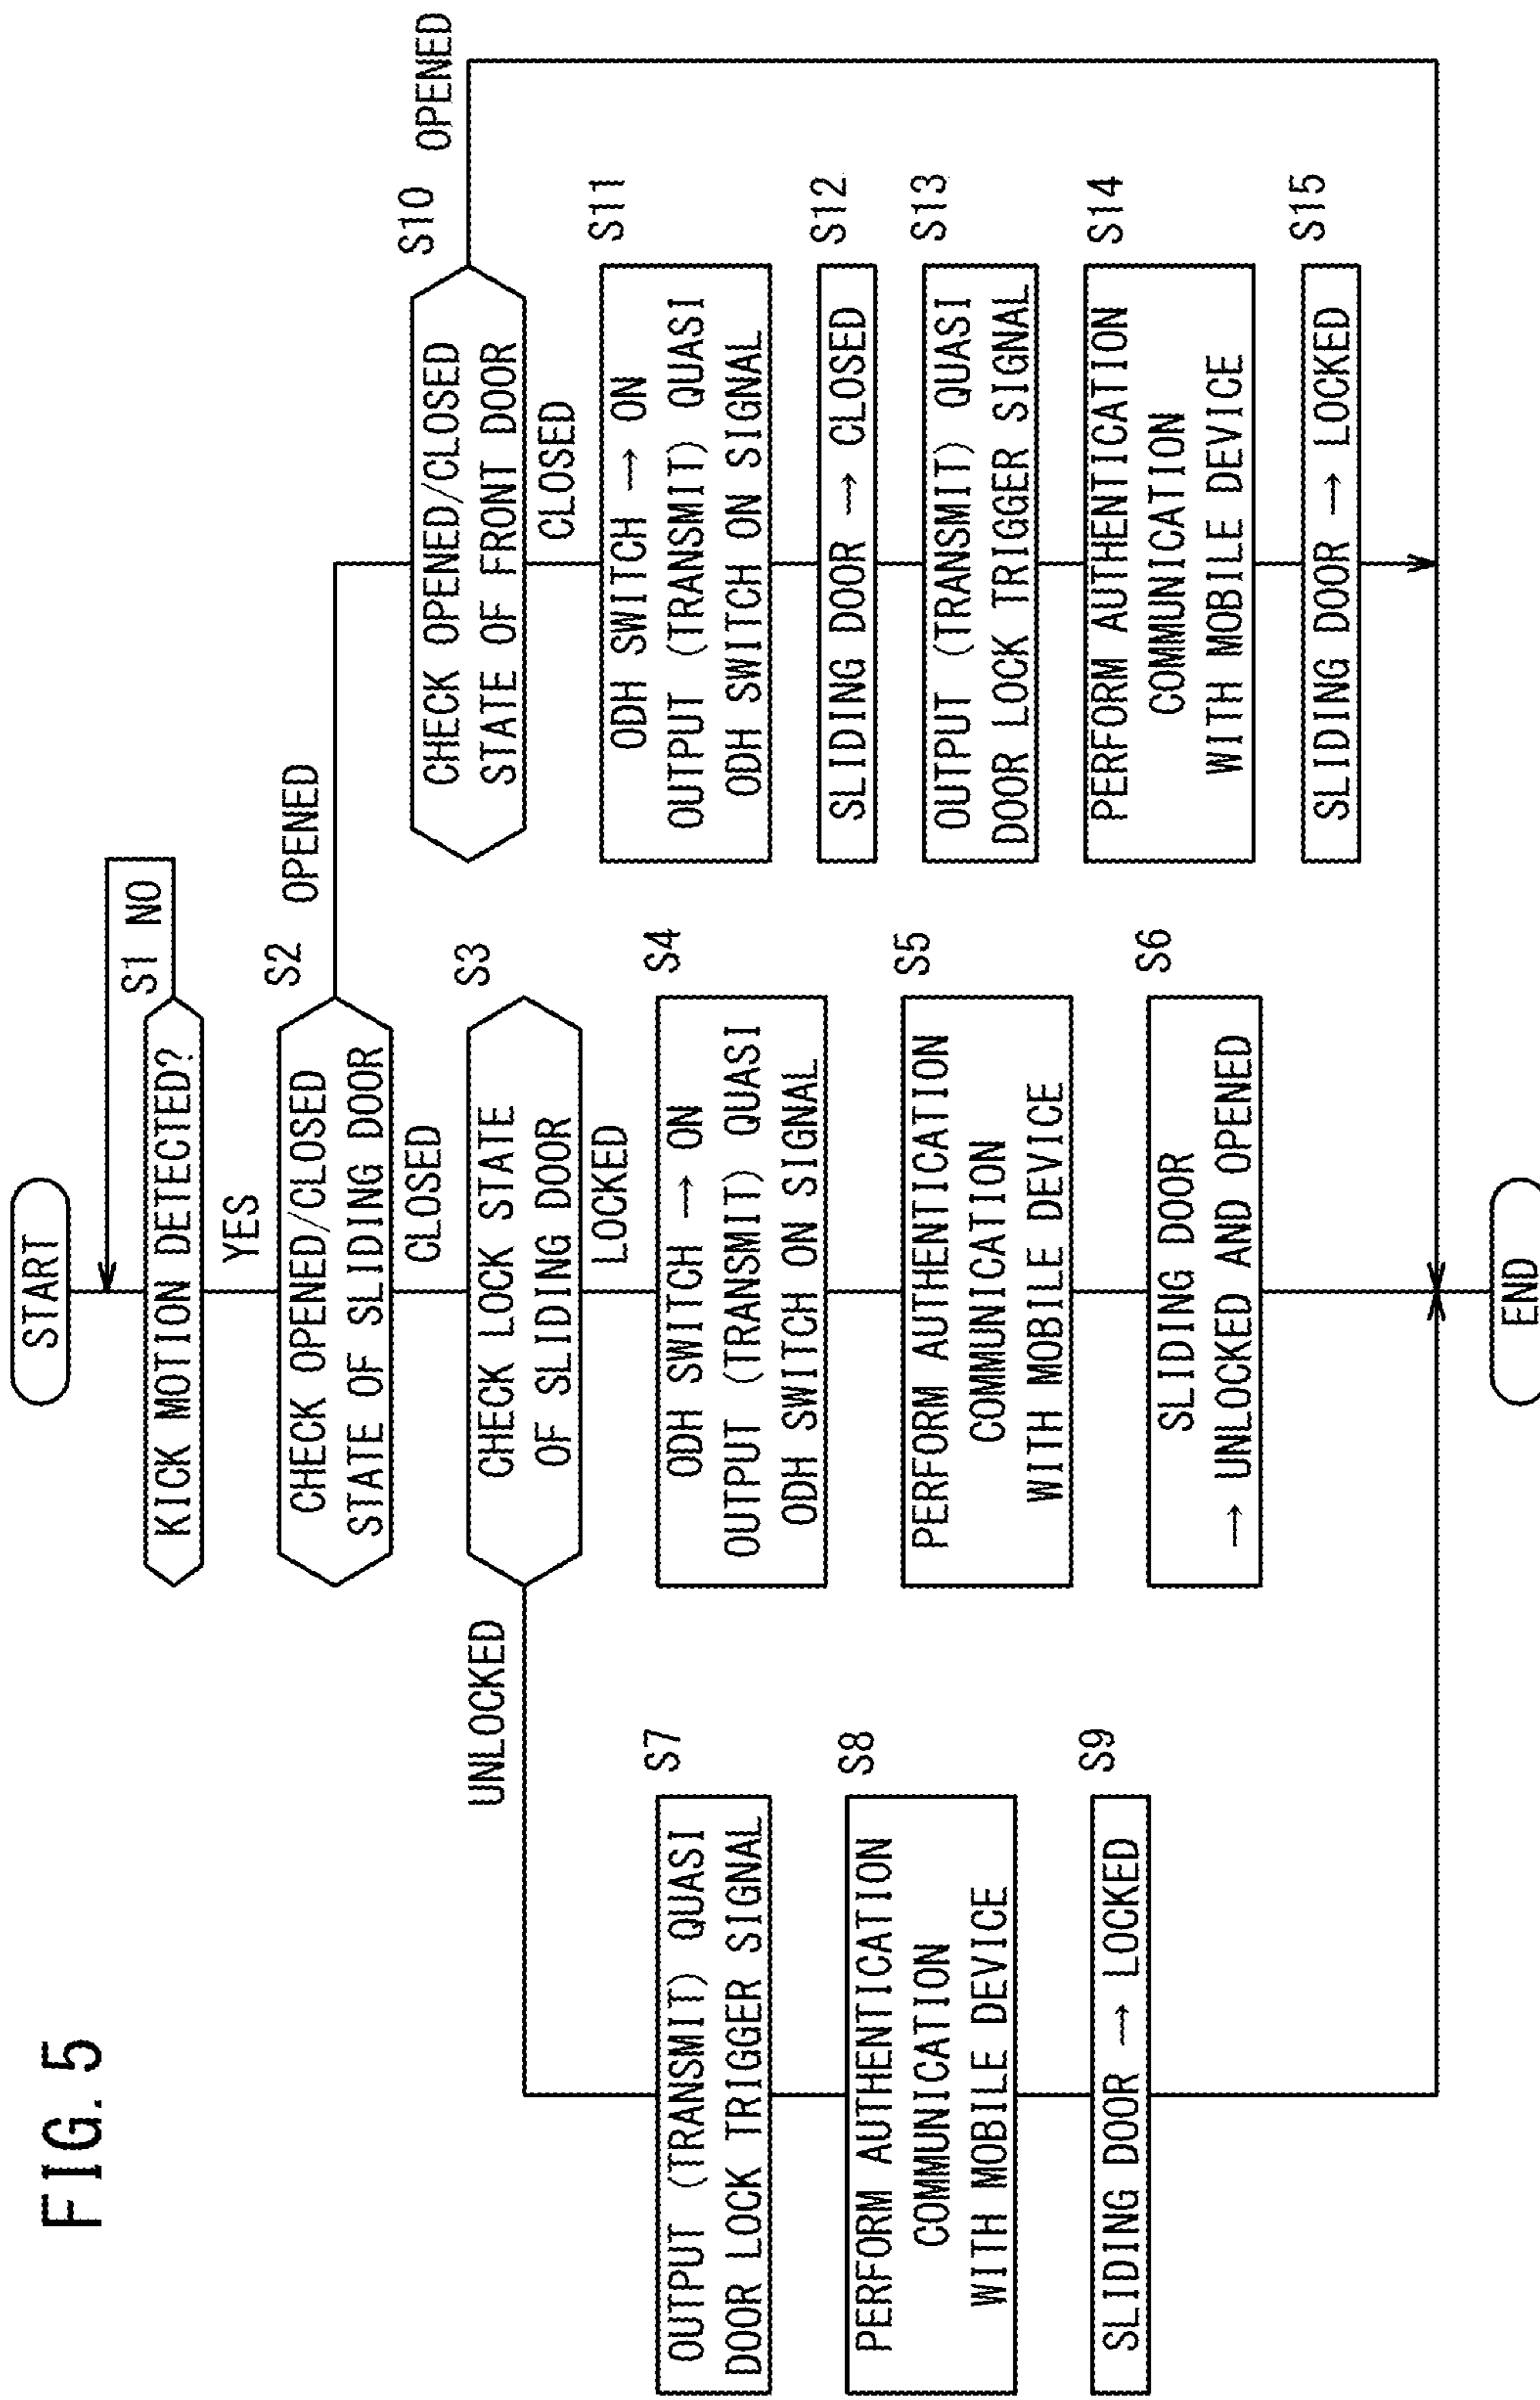 FIG. 5
START
KICK MOTION DETECTED?
S1 NO
YES
CHECK OPENED/CLOSED
STATE OF SLIDING DOOR
S2
OPENED
CLOSED
CHECK LOCK STATE
OF SLIDING DOOR
S3
UNLOCKED
LOCKED
ODH SWITCH → ON
OUTPUT (TRANSMIT) QUASI
ODH SWITCH ON SIGNAL
S4
PERFORM AUTHENTICATION
COMMUNICATION
WITH MOBILE DEVICE
S5
SLIDING DOOR
→ UNLOCKED AND OPENED
S6
OUTPUT (TRANSMIT) QUASI
DOOR LOCK TRIGGER SIGNAL
S7
PERFORM AUTHENTICATION
COMMUNICATION
WITH MOBILE DEVICE
S8
SLIDING DOOR → LOCKED
S9
CHECK OPENED/CLOSED
STATE OF FRONT DOOR
S10
OPENED
CLOSED
ODH SWITCH → ON
OUTPUT (TRANSMIT) QUASI
ODH SWITCH ON SIGNAL
S11
SLIDING DOOR → CLOSED
S12
OUTPUT (TRANSMIT) QUASI
DOOR LOCK TRIGGER SIGNAL
S13
PERFORM AUTHENTICATION
COMMUNICATION
WITH MOBILE DEVICE
S14
SLIDING DOOR → LOCKED
S15
END